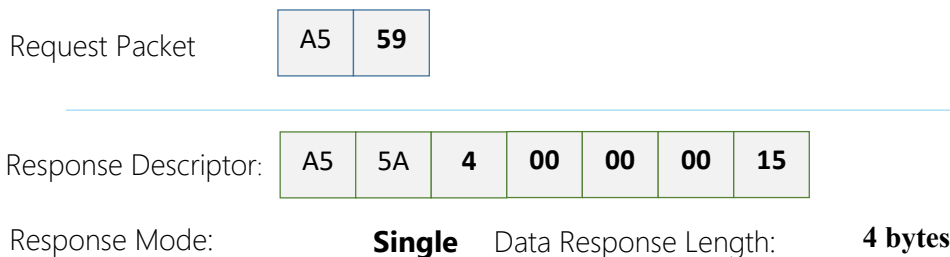 Request Packet A5 59
Response Descriptor: A5 5A 4 00 00 00 15
Response Mode: Single Data Response Length: 4 bytes